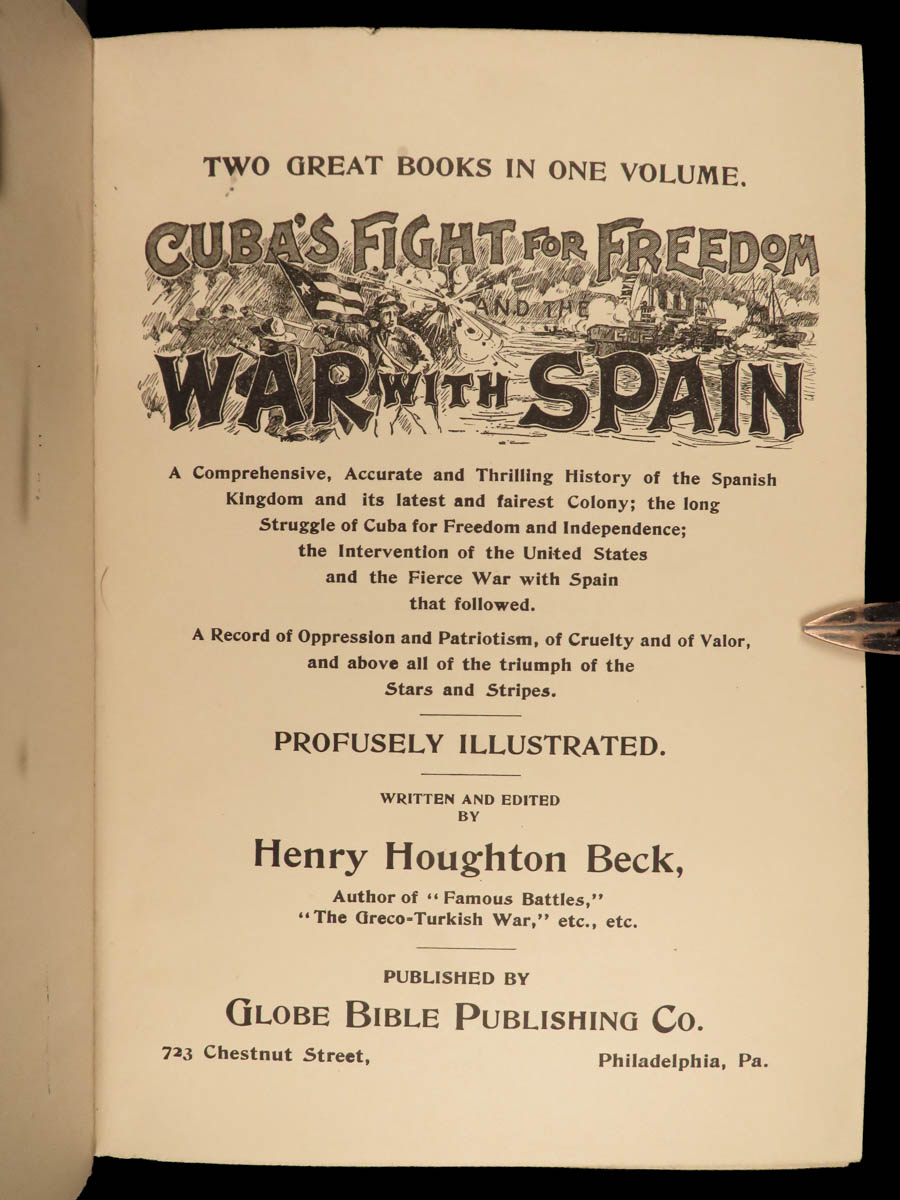 TWO GREAT BOOKS IN ONE VOLUME.
CUBA'S FIGHT FOR FREEDOM
AND THE
WAR WITH SPAIN
A Comprehensive, Accurate and Thrilling History of the Spanish
Kingdom and its latest and fairest Colony; the long
Struggle of Cuba for Freedom and Independence;
the Intervention of the United States
and the Fierce War with Spain
that followed.
A Record of Oppression and Patriotism, of Cruelty and of Valor,
and above all of the triumph of the
Stars and Stripes.
PROFUSELY ILLUSTRATED.
WRITTEN AND EDITED
BY
Henry Houghton Beck,
Author of "Famous Battles,"
"The Greco-Turkish War," etc., etc.
PUBLISHED BY
GLOBE BIBLE PUBLISHING CO.
723 Chestnut Street, Philadelphia, Pa.